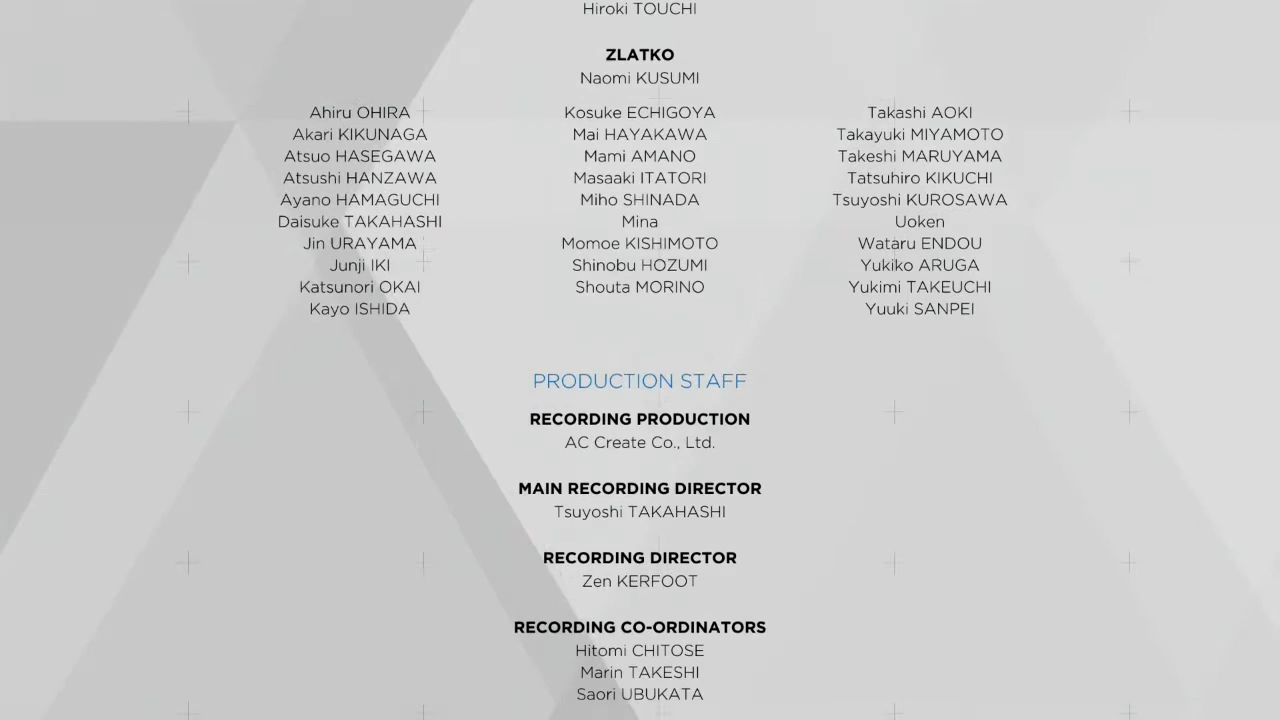 Hiroki TOUCHI
ZLATKO
Naomi KUSUMI
Ahiru OHIRA
Akari KIKUNAGA
Atsuo HASEGAWA
Atsushi HANZAWA
Ayano HAMAGUCHI
Daisuke TAKAHASHI
Jin URAYAMA
Junji IKI
Katsunori OKAI
Kayo ISHIDA
Kosuke ECHIGOYA
Mai HAYAKAWA
Mami AMANO
Masaaki ITATORI
Miho SHINADA
Mina
Momoe KISHIMOTO
Shinobu HOZUMI
Shouta MORINO
Takashi AOKI
Takayuki MIYAMOTO
Takeshi MARUYAMA
Tatsuhiro KIKUCHI
Tsuyoshi KUROSAWA
Uoken
Wataru ENDOU
Yukiko ARUGA
Yukimi TAKEUCHI
Yuuki SANPEI
PRODUCTION STAFF
RECORDING PRODUCTION
AC Create Co., Ltd.
MAIN RECORDING DIRECTOR
Tsuyoshi TAKAHASHI
RECORDING DIRECTOR
Zen KERFOOT
RECORDING CO-ORDINATORS
Hitomi CHITOSE
Marin TAKESHI
Saori UBUKATA